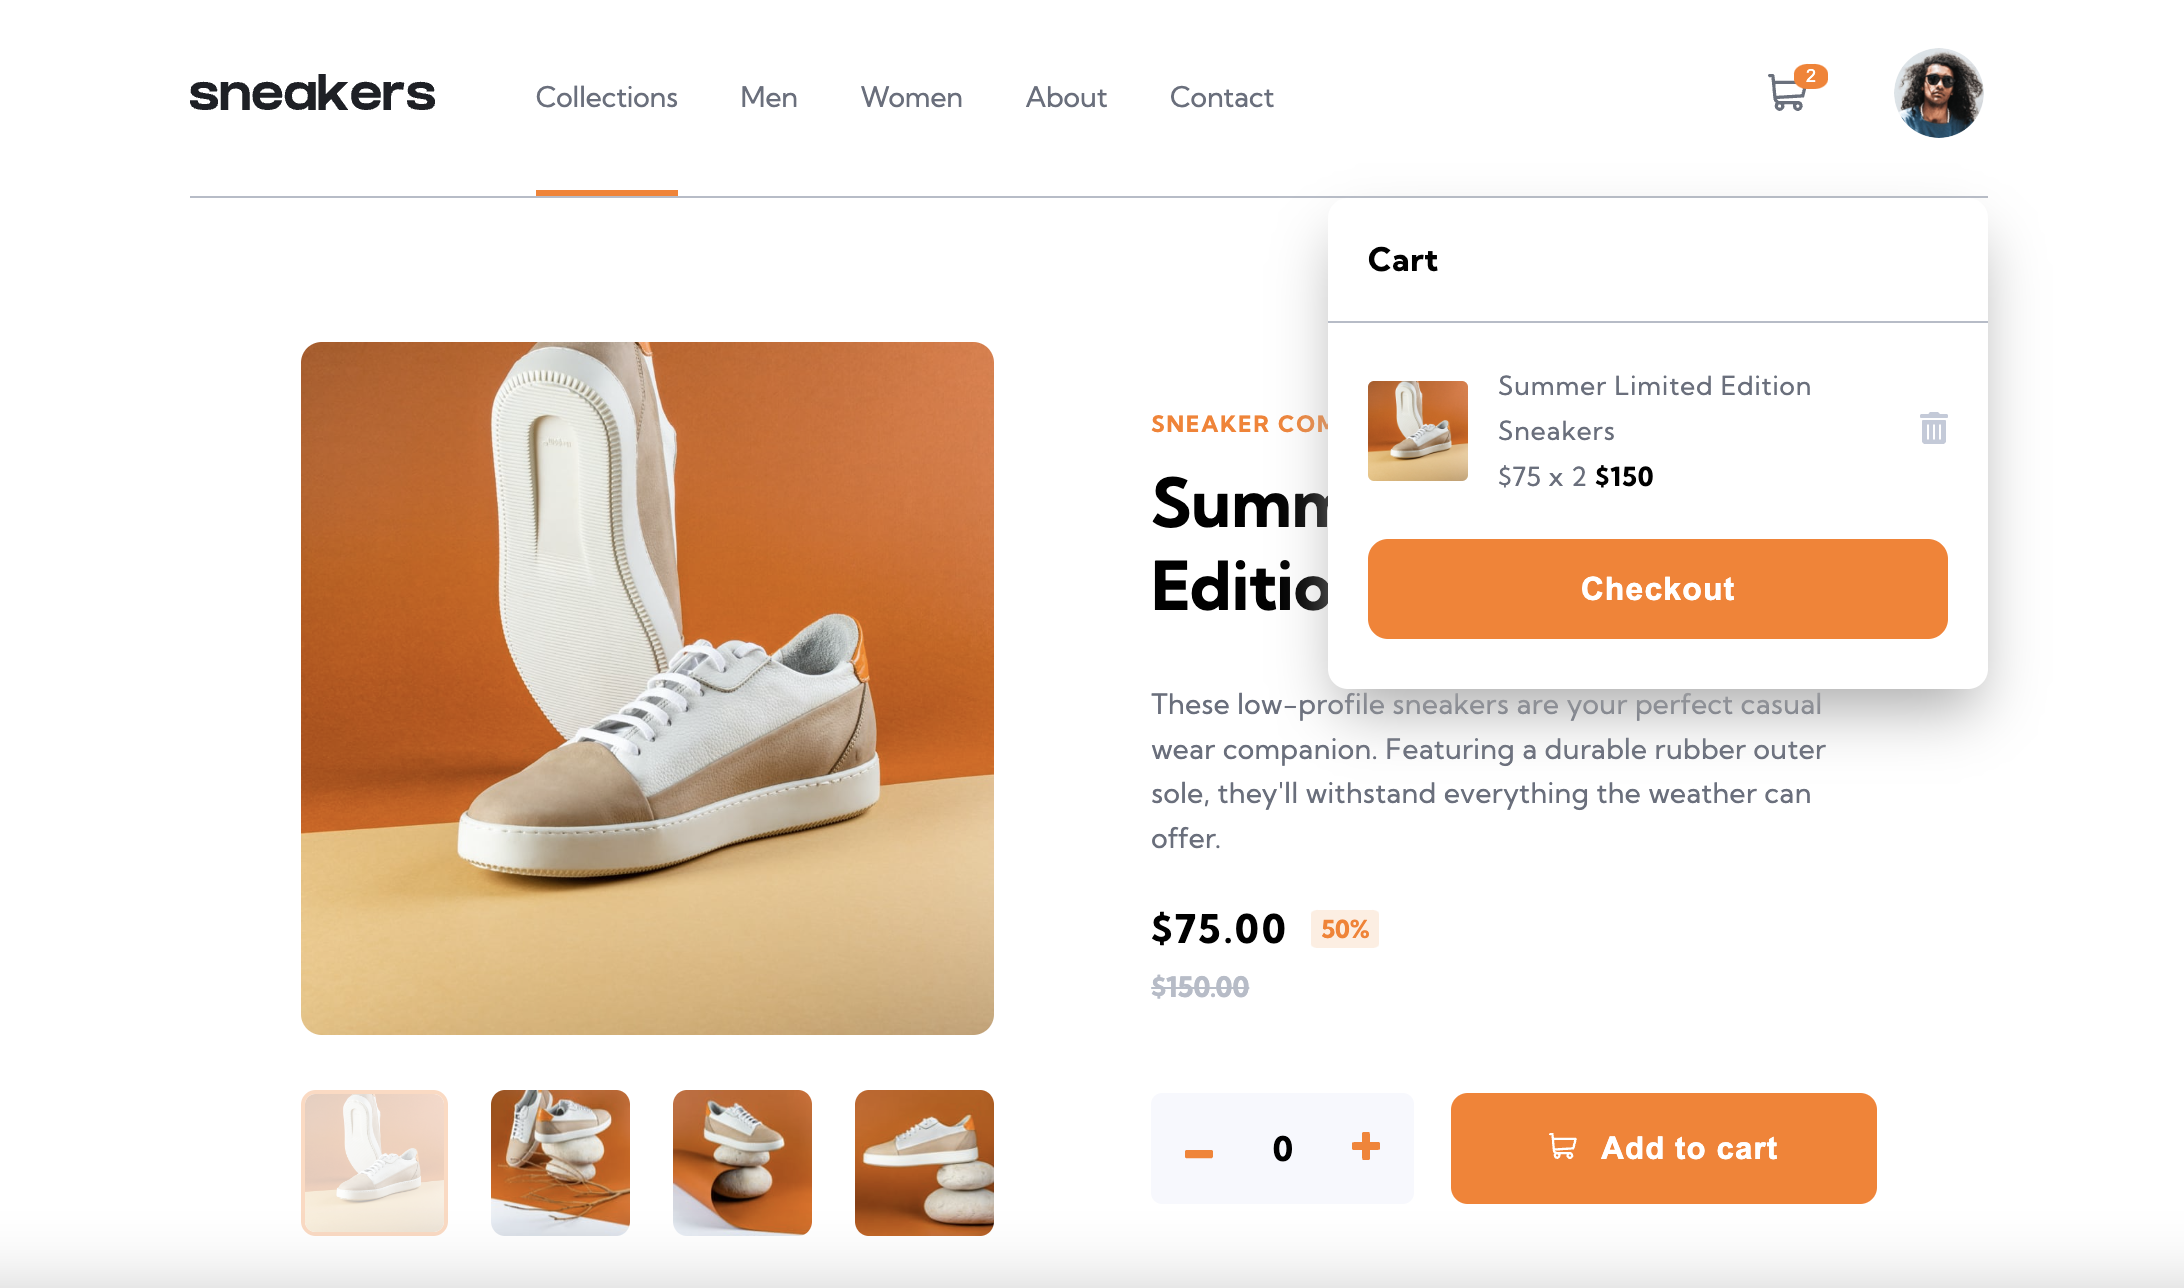 sneakers
Collections Men Women About Contact
2
Cart
Summer Limited Edition
Sneakers
$75 x 2 $150
Checkout
SNEAKER COM
Summ
Editio
These low-profile sneakers are your perfect casual
wear companion. Featuring a durable rubber outer
sole, they'll withstand everything the weather can
offer.
$75.00 50%
$150.00
0
Add to cart